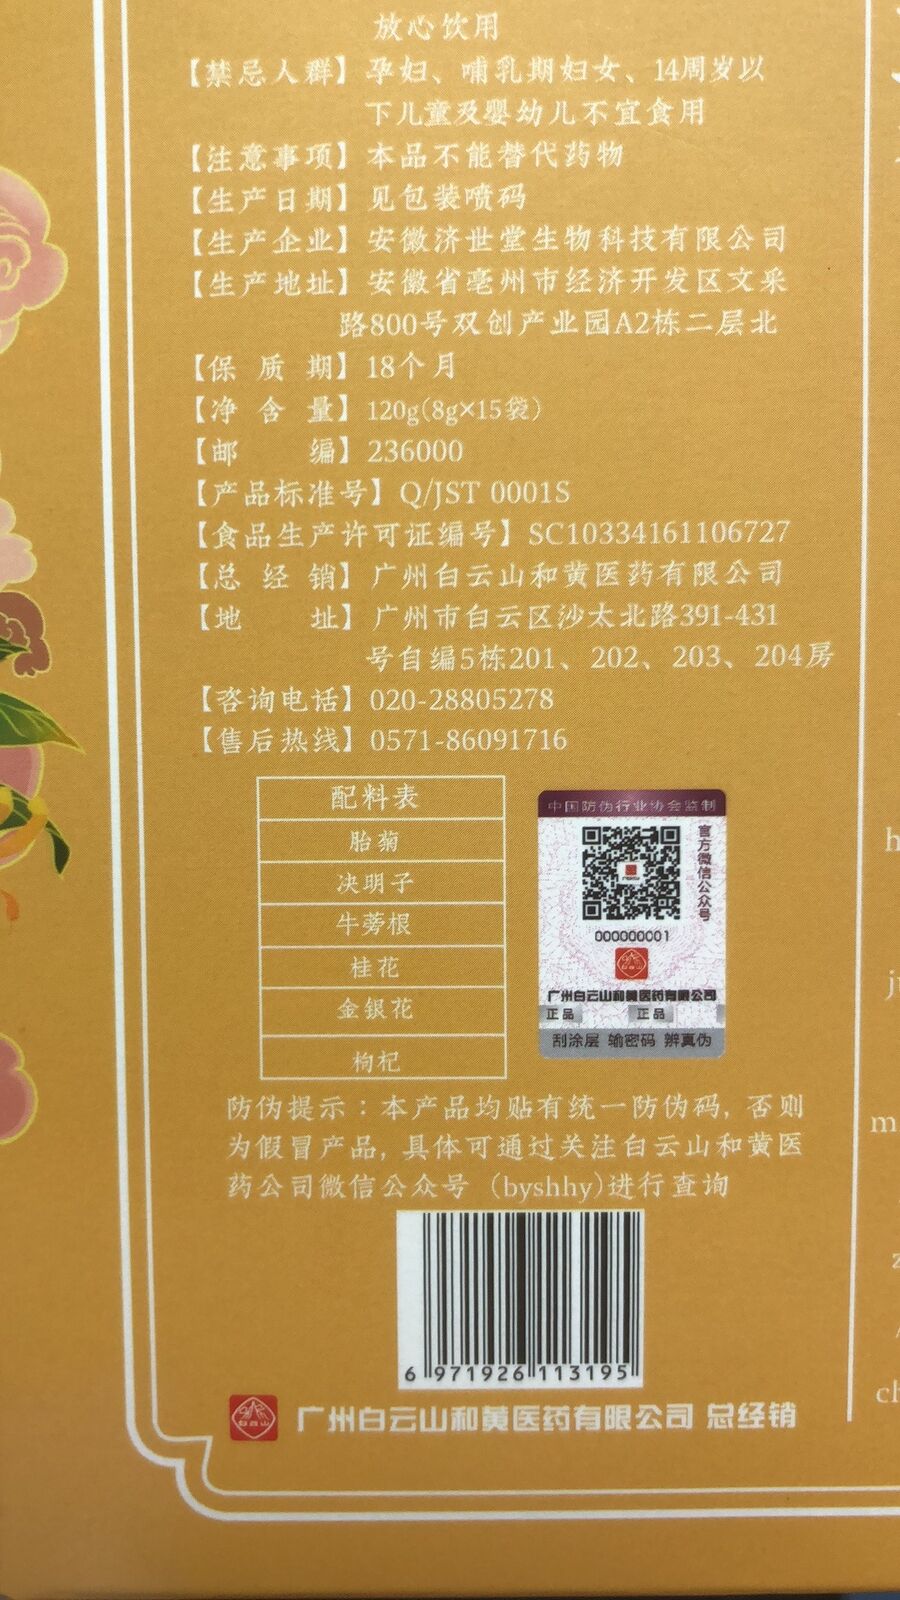 放心饮用
【禁忌人群】孕妇、哺乳期妇女、14周岁以
下儿童及婴幼儿不宜食用
【注意事项】本品不能替代药物
【生产日期】见包装喷码
【生产企业】安徽济世堂生物科技有限公司
【生产地址】安徽省亳州市经济开发区文采
路800号双创产业园A2栋二层北
【保质期】18个月
【净含量】120g(8g×15袋)
【邮编】236000
【产品标准号】Q/JST 0001S
【食品生产许可证编号】SC10334161106727
【总经销】广州白云山和黄医药有限公司
【地址】广州市白云区沙太北路391-431
号自编5栋201、202、203、204房
【咨询电话】020-28805278
【售后热线】0571-86091716
配料表
胎菊
决明子
牛蒡根
桂花
金银花
枸杞
中国防伪行业协会监制
官方微信公众号
000000001
广州白云山和黄医药有限公司
正品 正品
刮涂层 输密码 辨真伪
防伪提示：本产品均贴有统一防伪码，否则
为假冒产品，具体可通过关注白云山和黄医
药公司微信公众号（byshhy)进行查询
6 971926 113195
白云山
广州白云山和黄医药有限公司 总经销